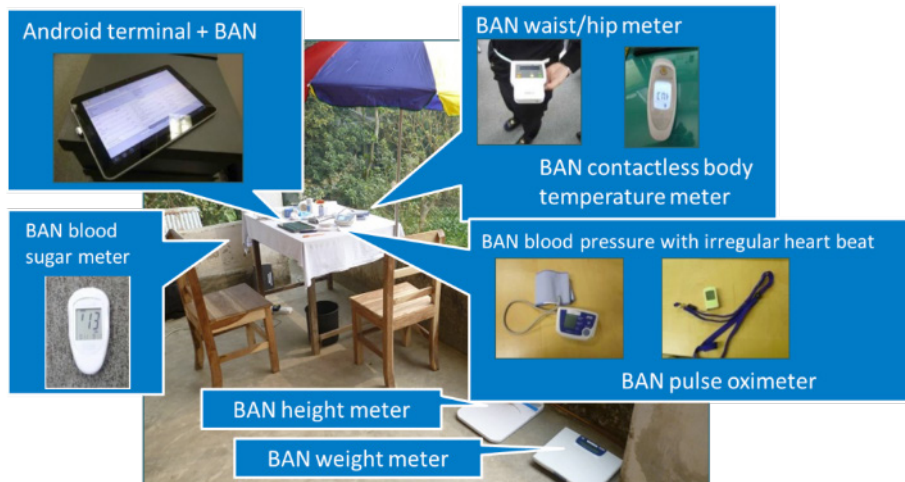 Android terminal + BAN
BAN waist/hip meter
BAN contactless body
temperature meter
BAN blood
sugar meter
113
BAN blood pressure with irregular heart beat
BAN pulse oximeter
BAN height meter
BAN weight meter